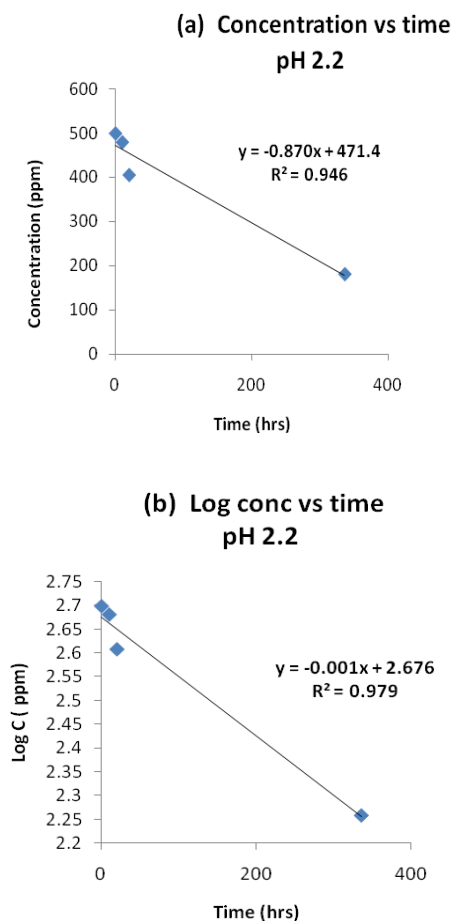 (a) Concentration vs time
pH 2.2
600
500
400
300
200
100
0
Concentration (ppm)
y = -0.870x + 471.4
R² = 0.946
0
200
400
Time (hrs)
(b) Log conc vs time
pH 2.2
2.75
2.7
2.65
2.6
2.55
2.5
2.45
2.4
2.35
2.3
2.25
2.2
Log C ( ppm)
y = -0.001x + 2.676
R² = 0.979
0
200
400
Time (hrs)